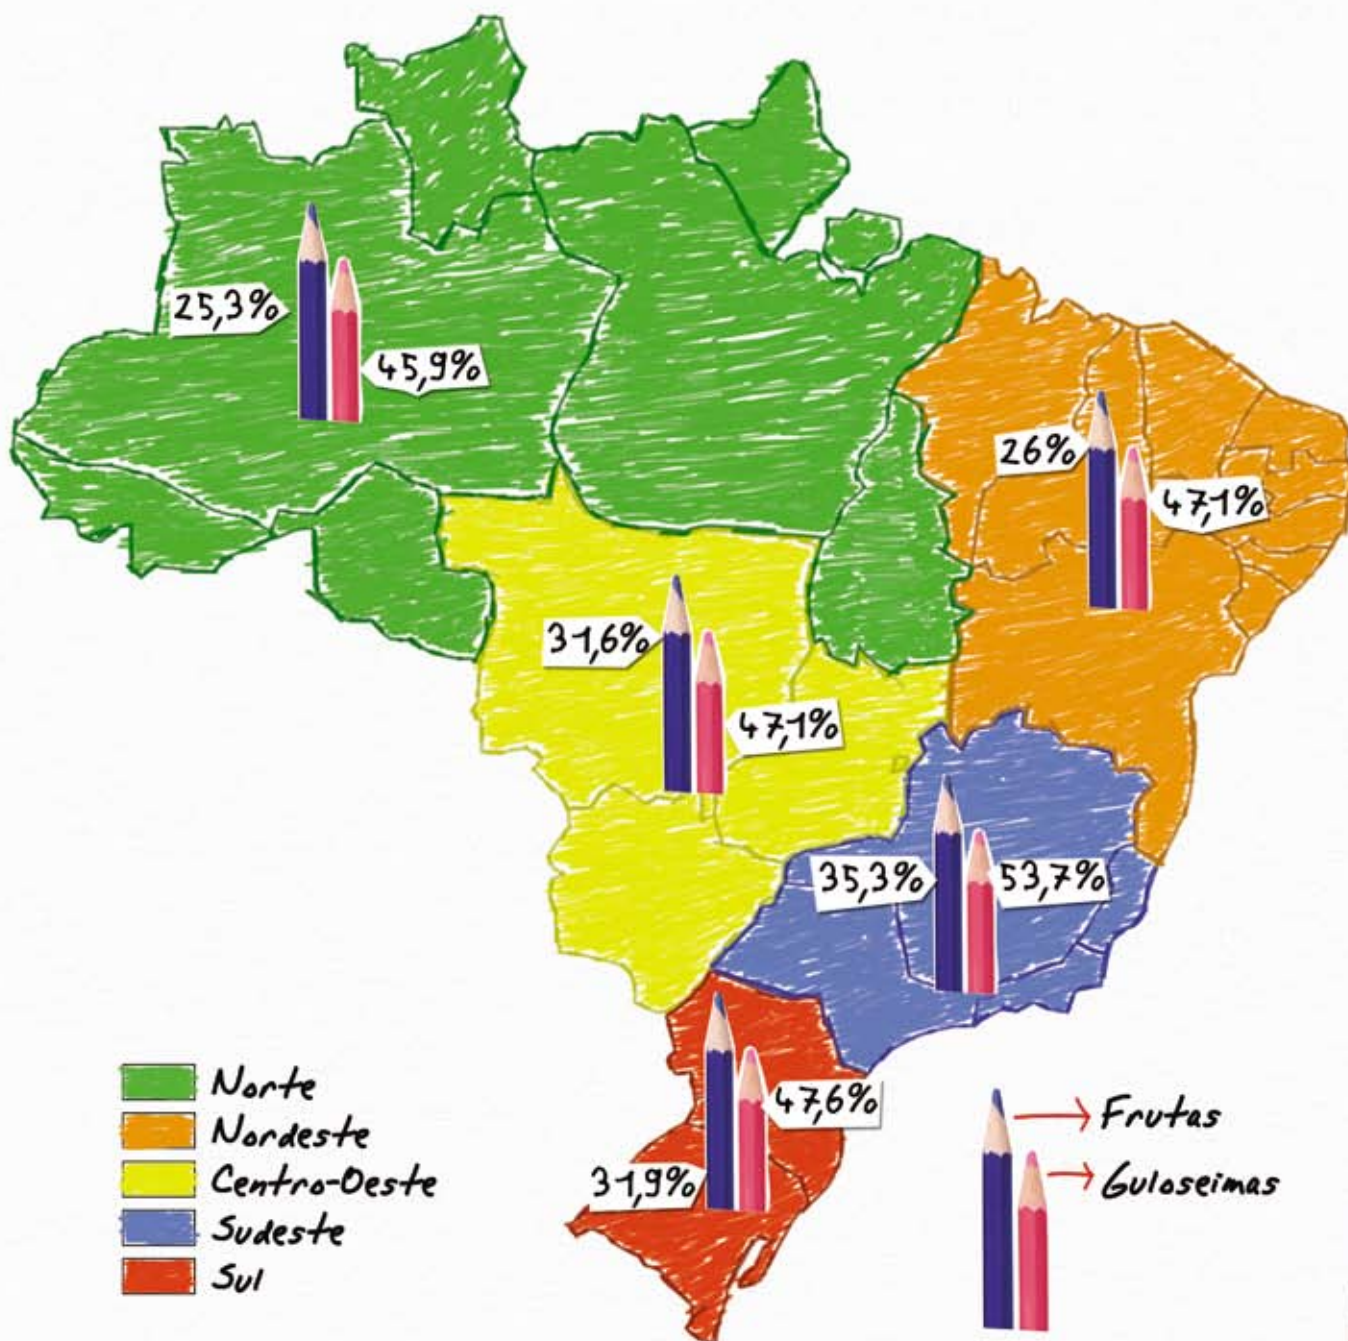 25,3%
45,9%
26%
47,1%
31,6%
47,1%
35,3%
53,7%
47,6%
31,9%
Norte
Nordeste
Centro-Oeste
Sudeste
Sul
Frutas
Guloseimas